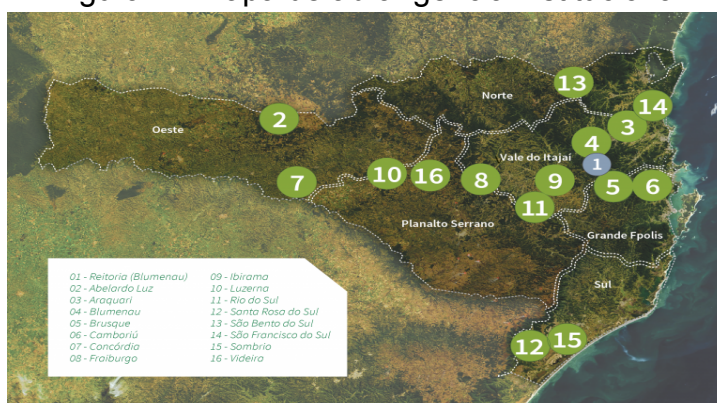 Norte
Oeste
Vale do Itajaí
Planalto Serrano
Grande Fpolis
Sul
13
14
2
3
4
1
10
16
7
8
9
5
6
11
12
15
01 - Reitoria (Blumenau)
02 - Abelardo Luz
03 - Araquari
04 - Blumenau
05 - Brusque
06 - Camboriú
07 - Concórdia
08 - Fraiburgo
09 - Ibirama
10 - Luzerna
11 - Rio do Sul
12 - Santa Rosa do Sul
13 - São Bento do Sul
14 - São Francisco do Sul
15 - Sombrio
16 - Videira